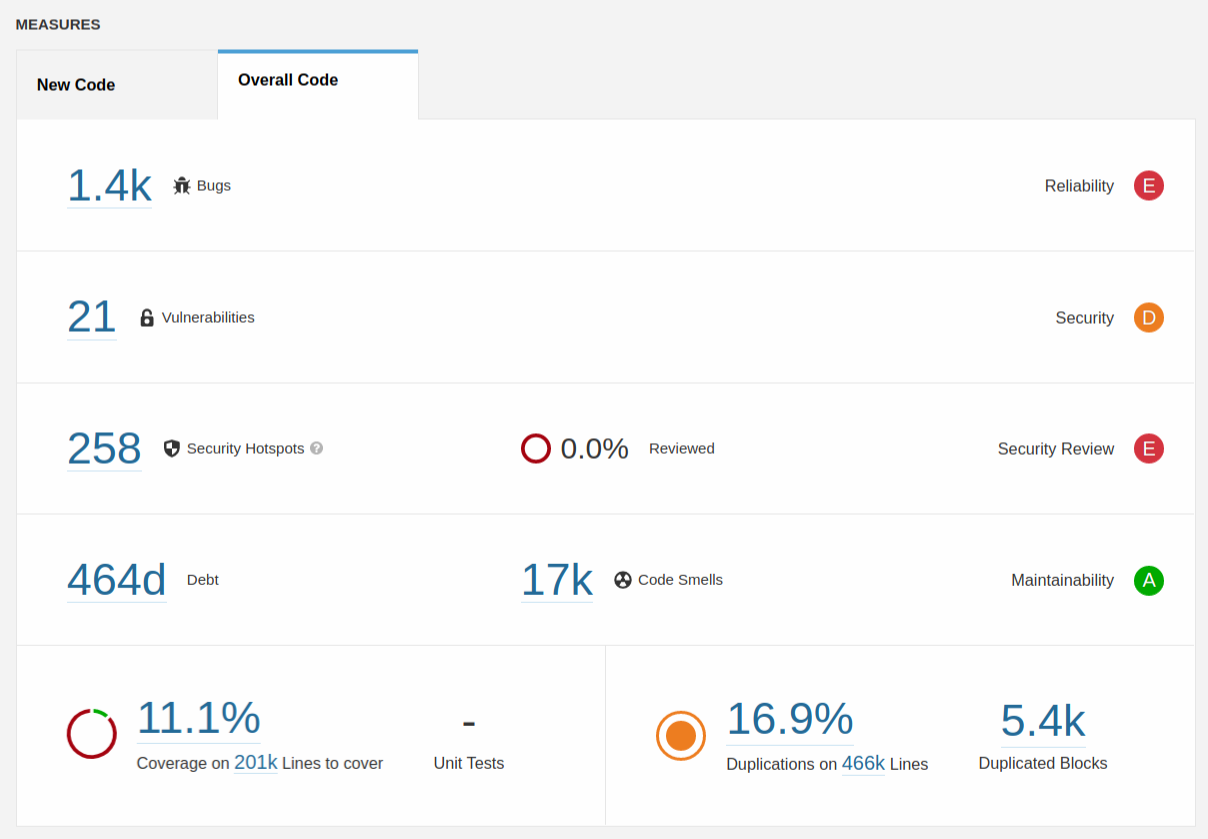 MEASURES
New Code
Overall Code
1.4k Bugs Reliability E
21 Vulnerabilities Security D
258 Security Hotspots ? 0.0% Reviewed Security Review E
464d Debt 17k Code Smells Maintainability A
11.1% - 16.9% 5.4k
Coverage on 201k Lines to cover Unit Tests Duplications on 466k Lines Duplicated Blocks